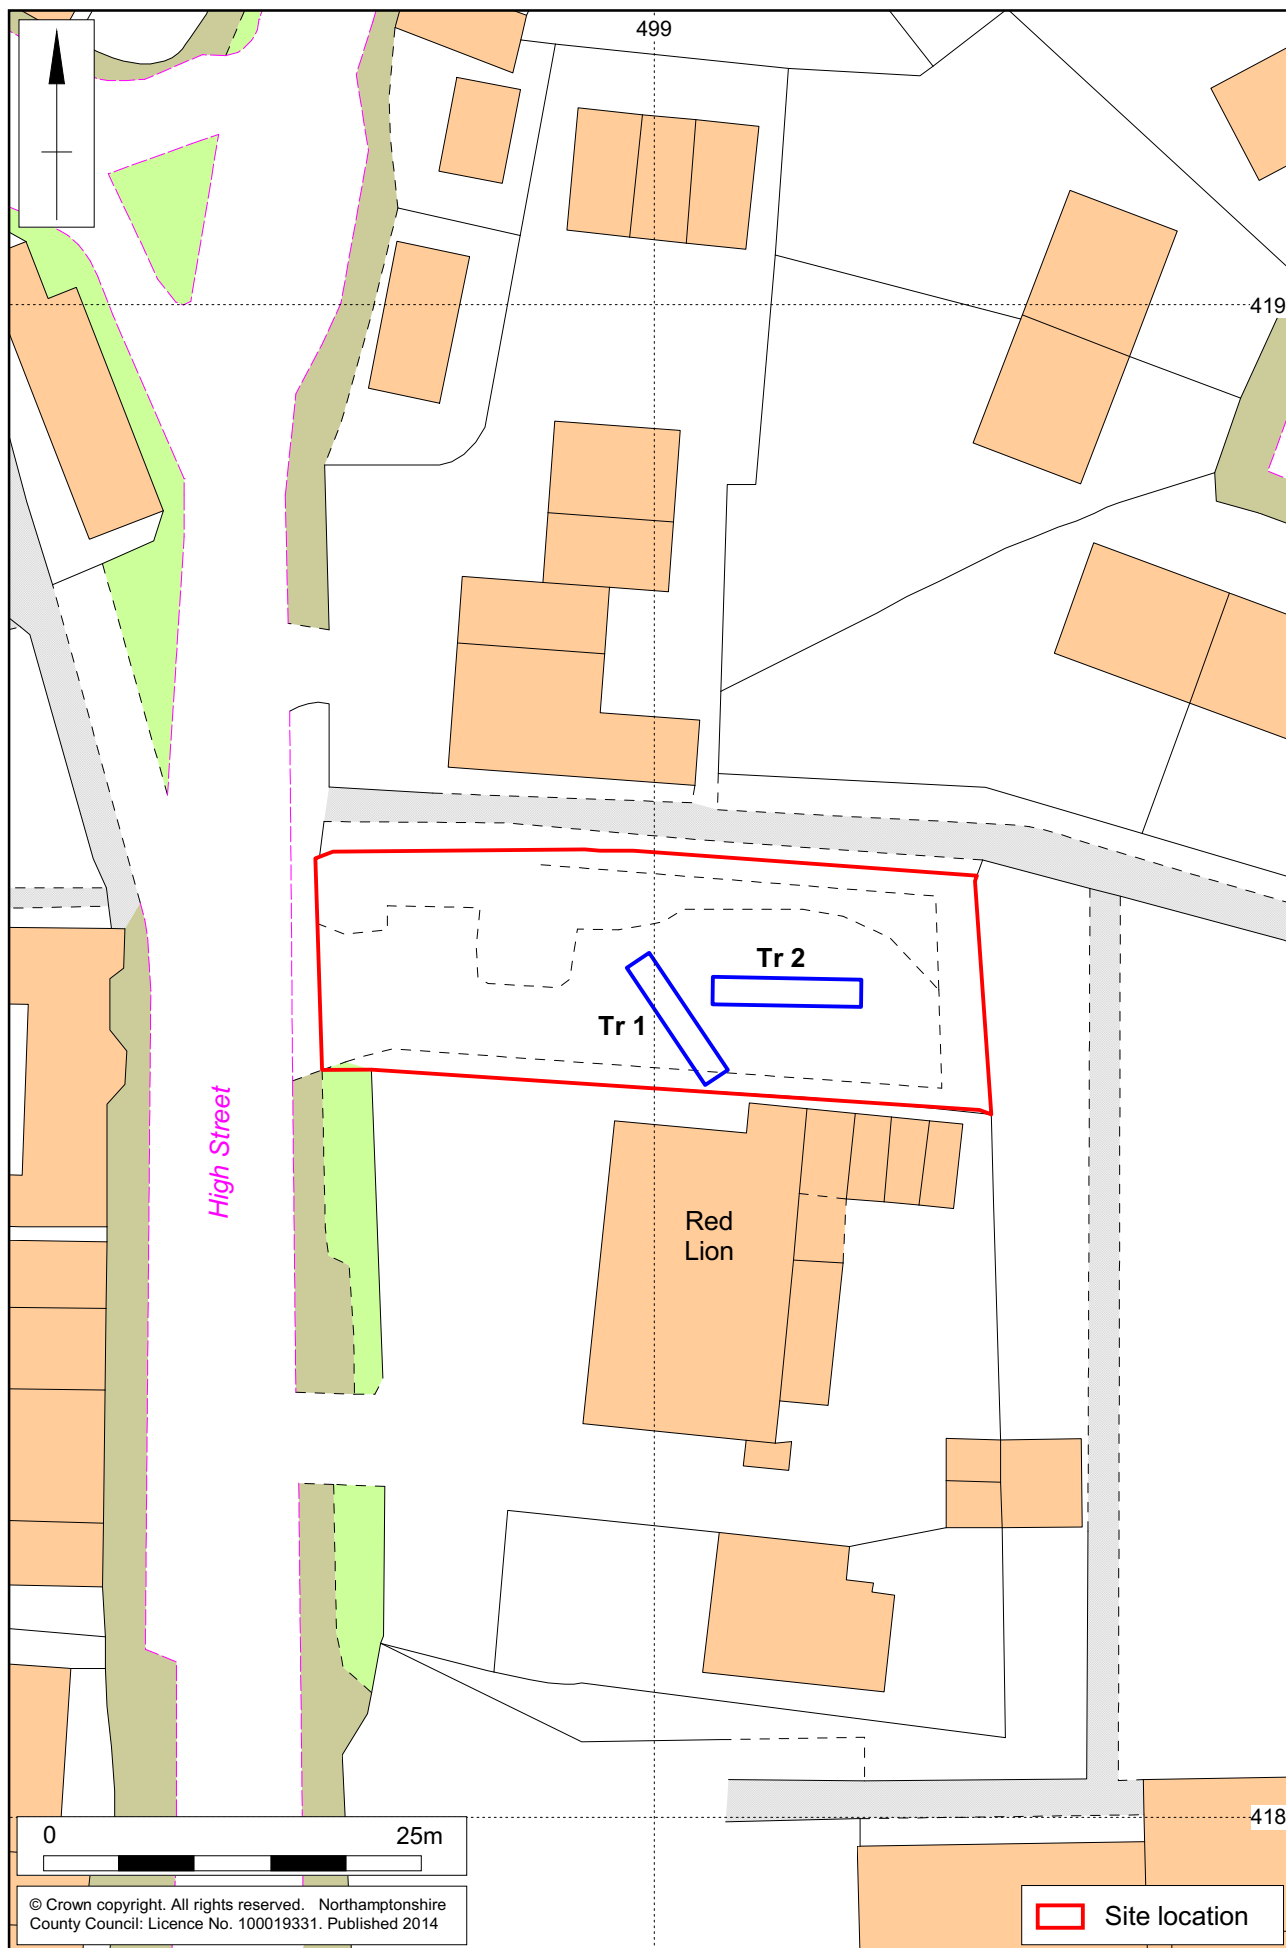 499
419
Tr 2
Tr 1
High Street
Red
Lion
418
0 25m
© Crown copyright. All rights reserved. Northamptonshire
County Council: Licence No. 100019331. Published 2014
Site location